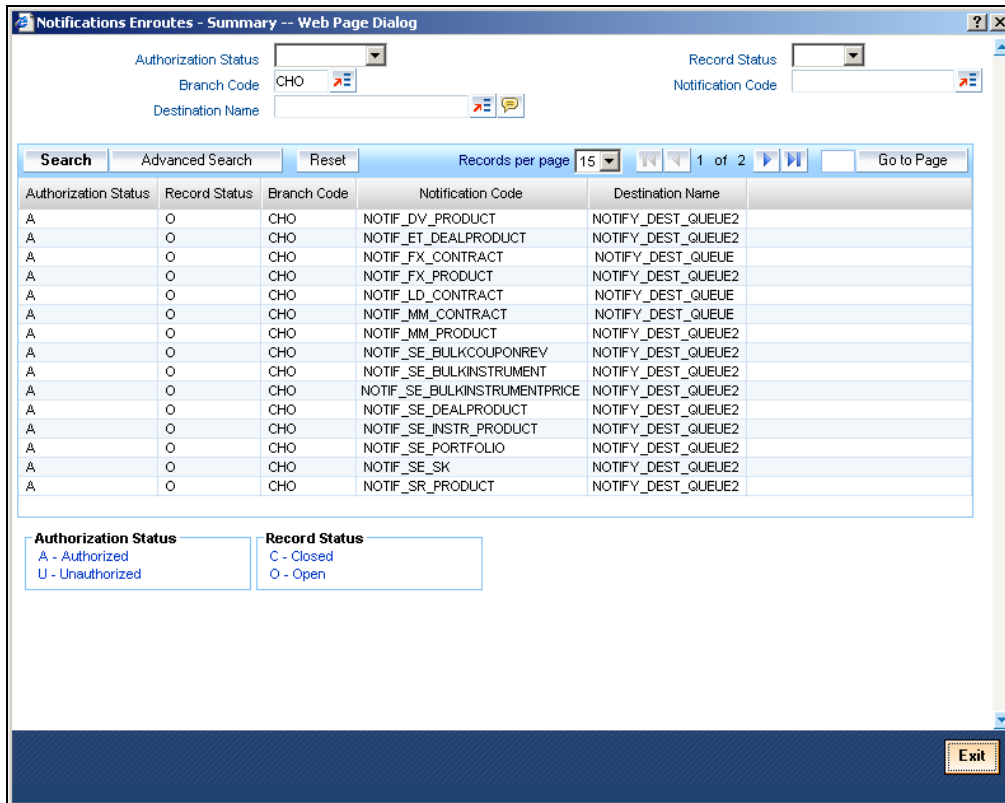 Notifications Enroutes - Summary -- Web Page Dialog ? X
Authorization Status Record Status
Branch Code CHO Notification Code
Destination Name
Search Advanced Search Reset Records per page 15 1 of 2 Go to Page
Authorization Status Record Status Branch Code Notification Code Destination Name
A O CHO NOTIF_DV_PRODUCT NOTIFY_DEST_QUEUE2
A O CHO NOTIF_ET_DEALPRODUCT NOTIFY_DEST_QUEUE2
A O CHO NOTIF_FX_CONTRACT NOTIFY_DEST_QUEUE
A O CHO NOTIF_FX_PRODUCT NOTIFY_DEST_QUEUE2
A O CHO NOTIF_LD_CONTRACT NOTIFY_DEST_QUEUE
A O CHO NOTIF_MM_CONTRACT NOTIFY_DEST_QUEUE
A O CHO NOTIF_MM_PRODUCT NOTIFY_DEST_QUEUE2
A O CHO NOTIF_SE_BULKCOUPONREV NOTIFY_DEST_QUEUE2
A O CHO NOTIF_SE_BULKINSTRUMENT NOTIFY_DEST_QUEUE2
A O CHO NOTIF_SE_BULKINSTRUMENTPRICE NOTIFY_DEST_QUEUE2
A O CHO NOTIF_SE_DEALPRODUCT NOTIFY_DEST_QUEUE2
A O CHO NOTIF_SE_INSTR_PRODUCT NOTIFY_DEST_QUEUE2
A O CHO NOTIF_SE_PORTFOLIO NOTIFY_DEST_QUEUE2
A O CHO NOTIF_SE_SK NOTIFY_DEST_QUEUE2
A O CHO NOTIF_SR_PRODUCT NOTIFY_DEST_QUEUE2
Authorization Status Record Status
A - Authorized C - Closed
U - Unauthorized O - Open
Exit